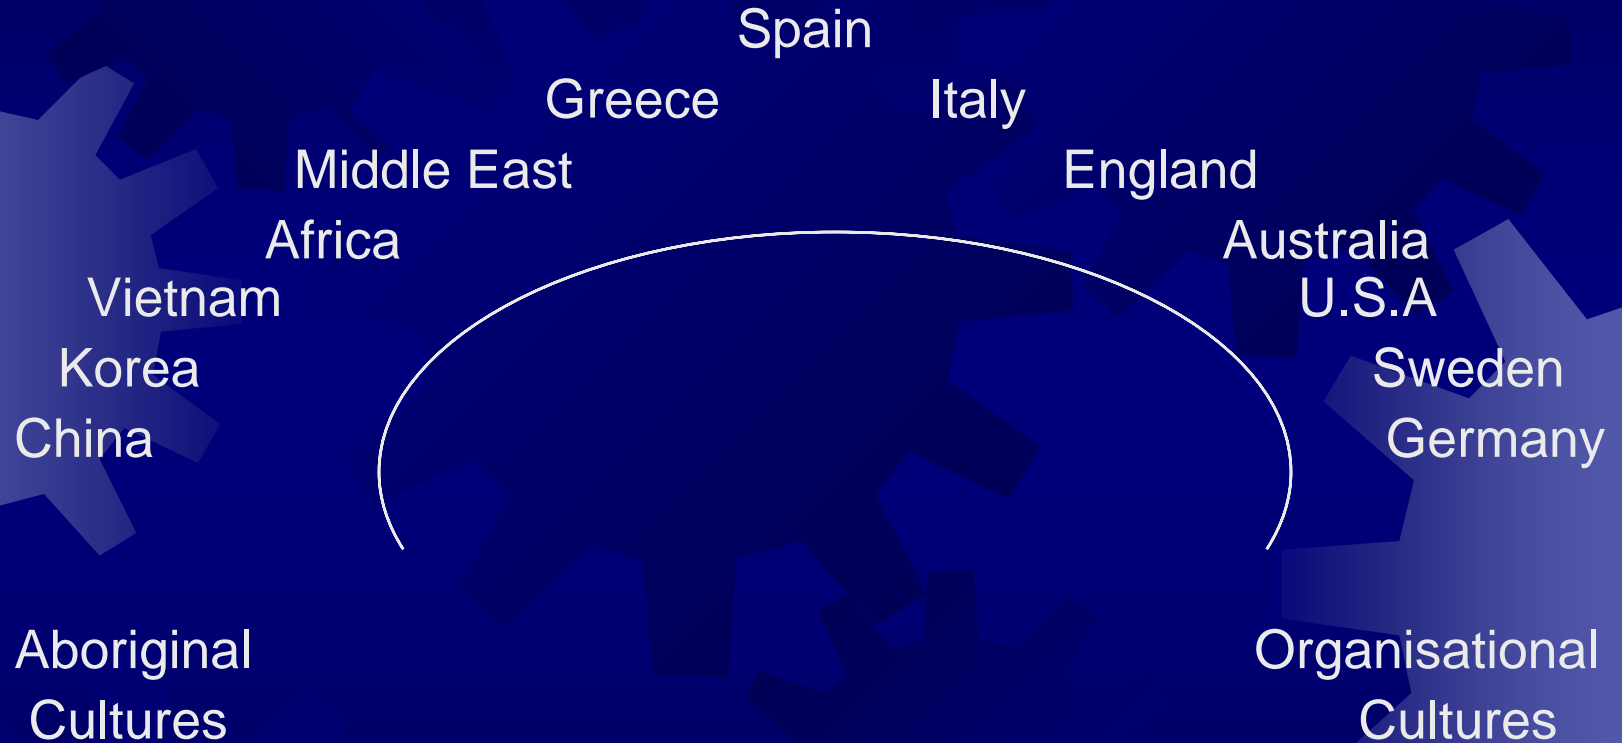 Spain
Greece Italy
Middle East England
Africa Australia
Vietnam U.S.A
Korea Sweden
China Germany
Aboriginal Organisational
Cultures Cultures